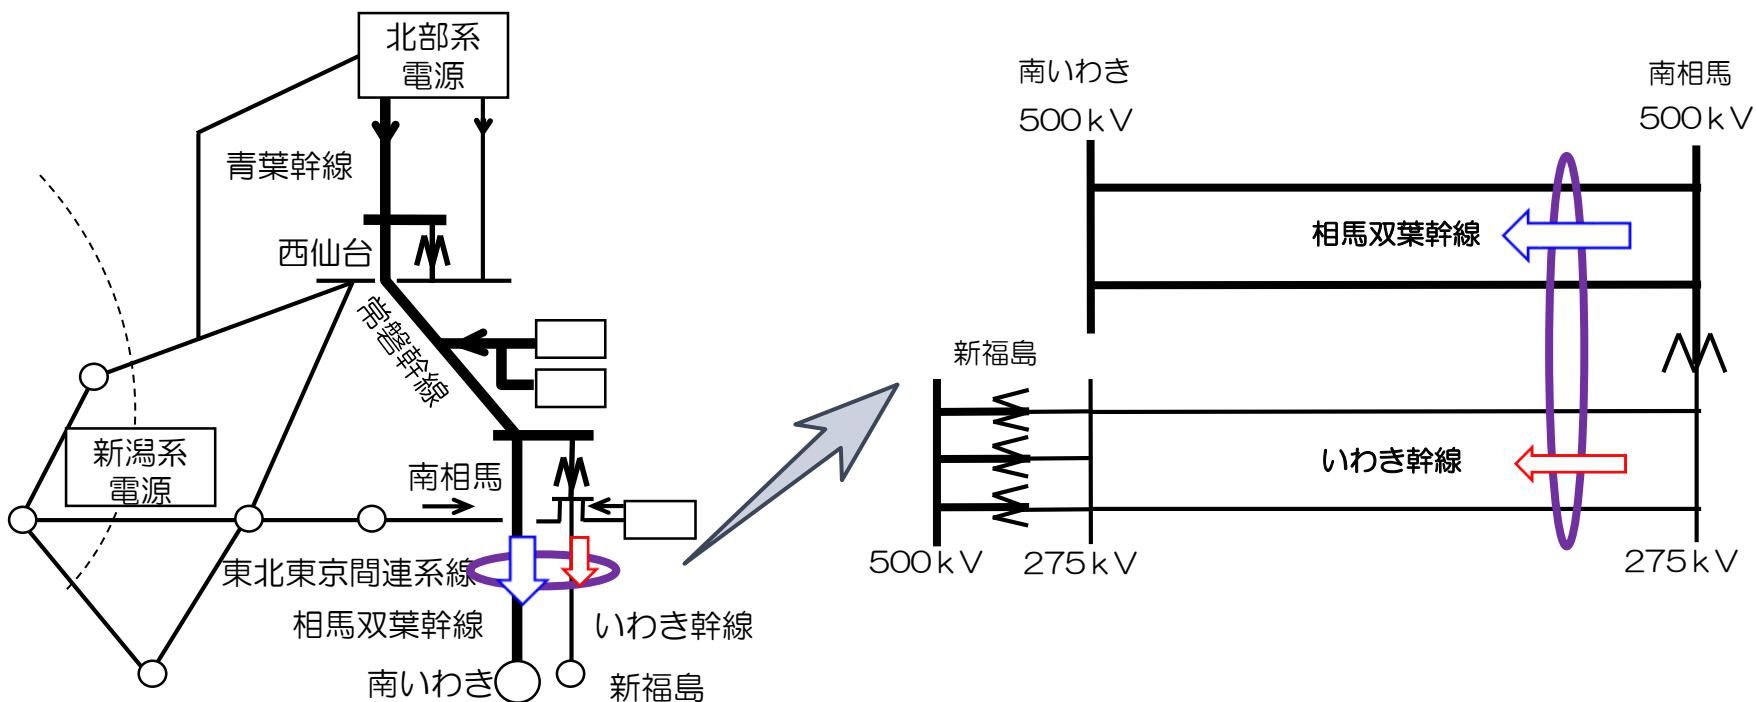 北部系
電源
青葉幹線
西仙台
常磐幹線
新潟系
電源
南相馬
東北東京間連系線
相馬双葉幹線
いわき幹線
南いわき
新福島
南いわき
500kV
南相馬
500kV
相馬双葉幹線
新福島
いわき幹線
500kV
275kV
275kV